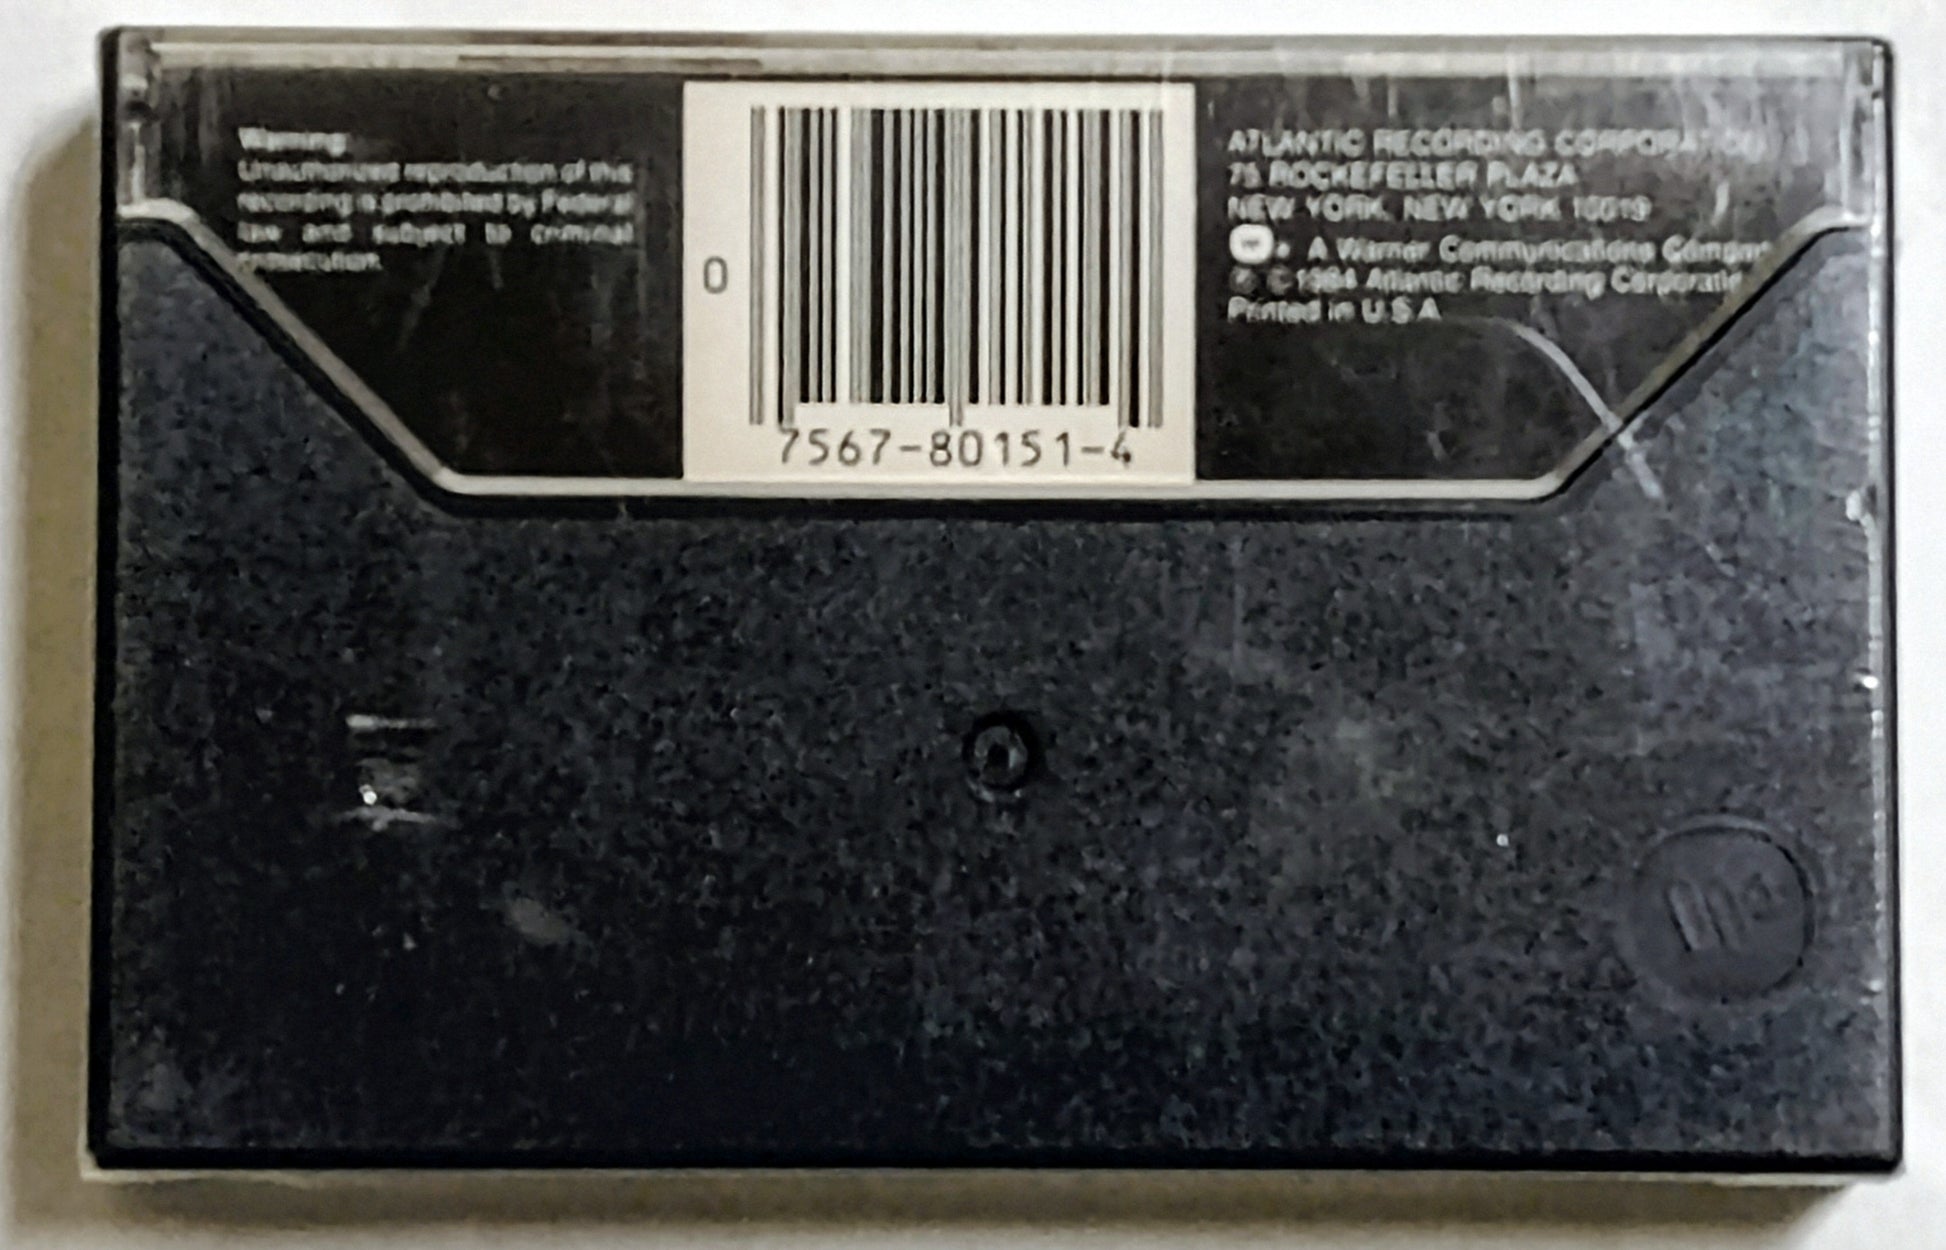 Warning:
Unauthorized reproduction of this
recording is prohibited by Federal
law and subject to criminal
prosecution.
0
7567-80151-4
ATLANTIC RECORDING CORPORATION
75 ROCKEFELLER PLAZA
NEW YORK, NEW YORK 10019
A Warner Communications Company
℗ © 1984 Atlantic Recording Corporation
Printed in U.S.A.